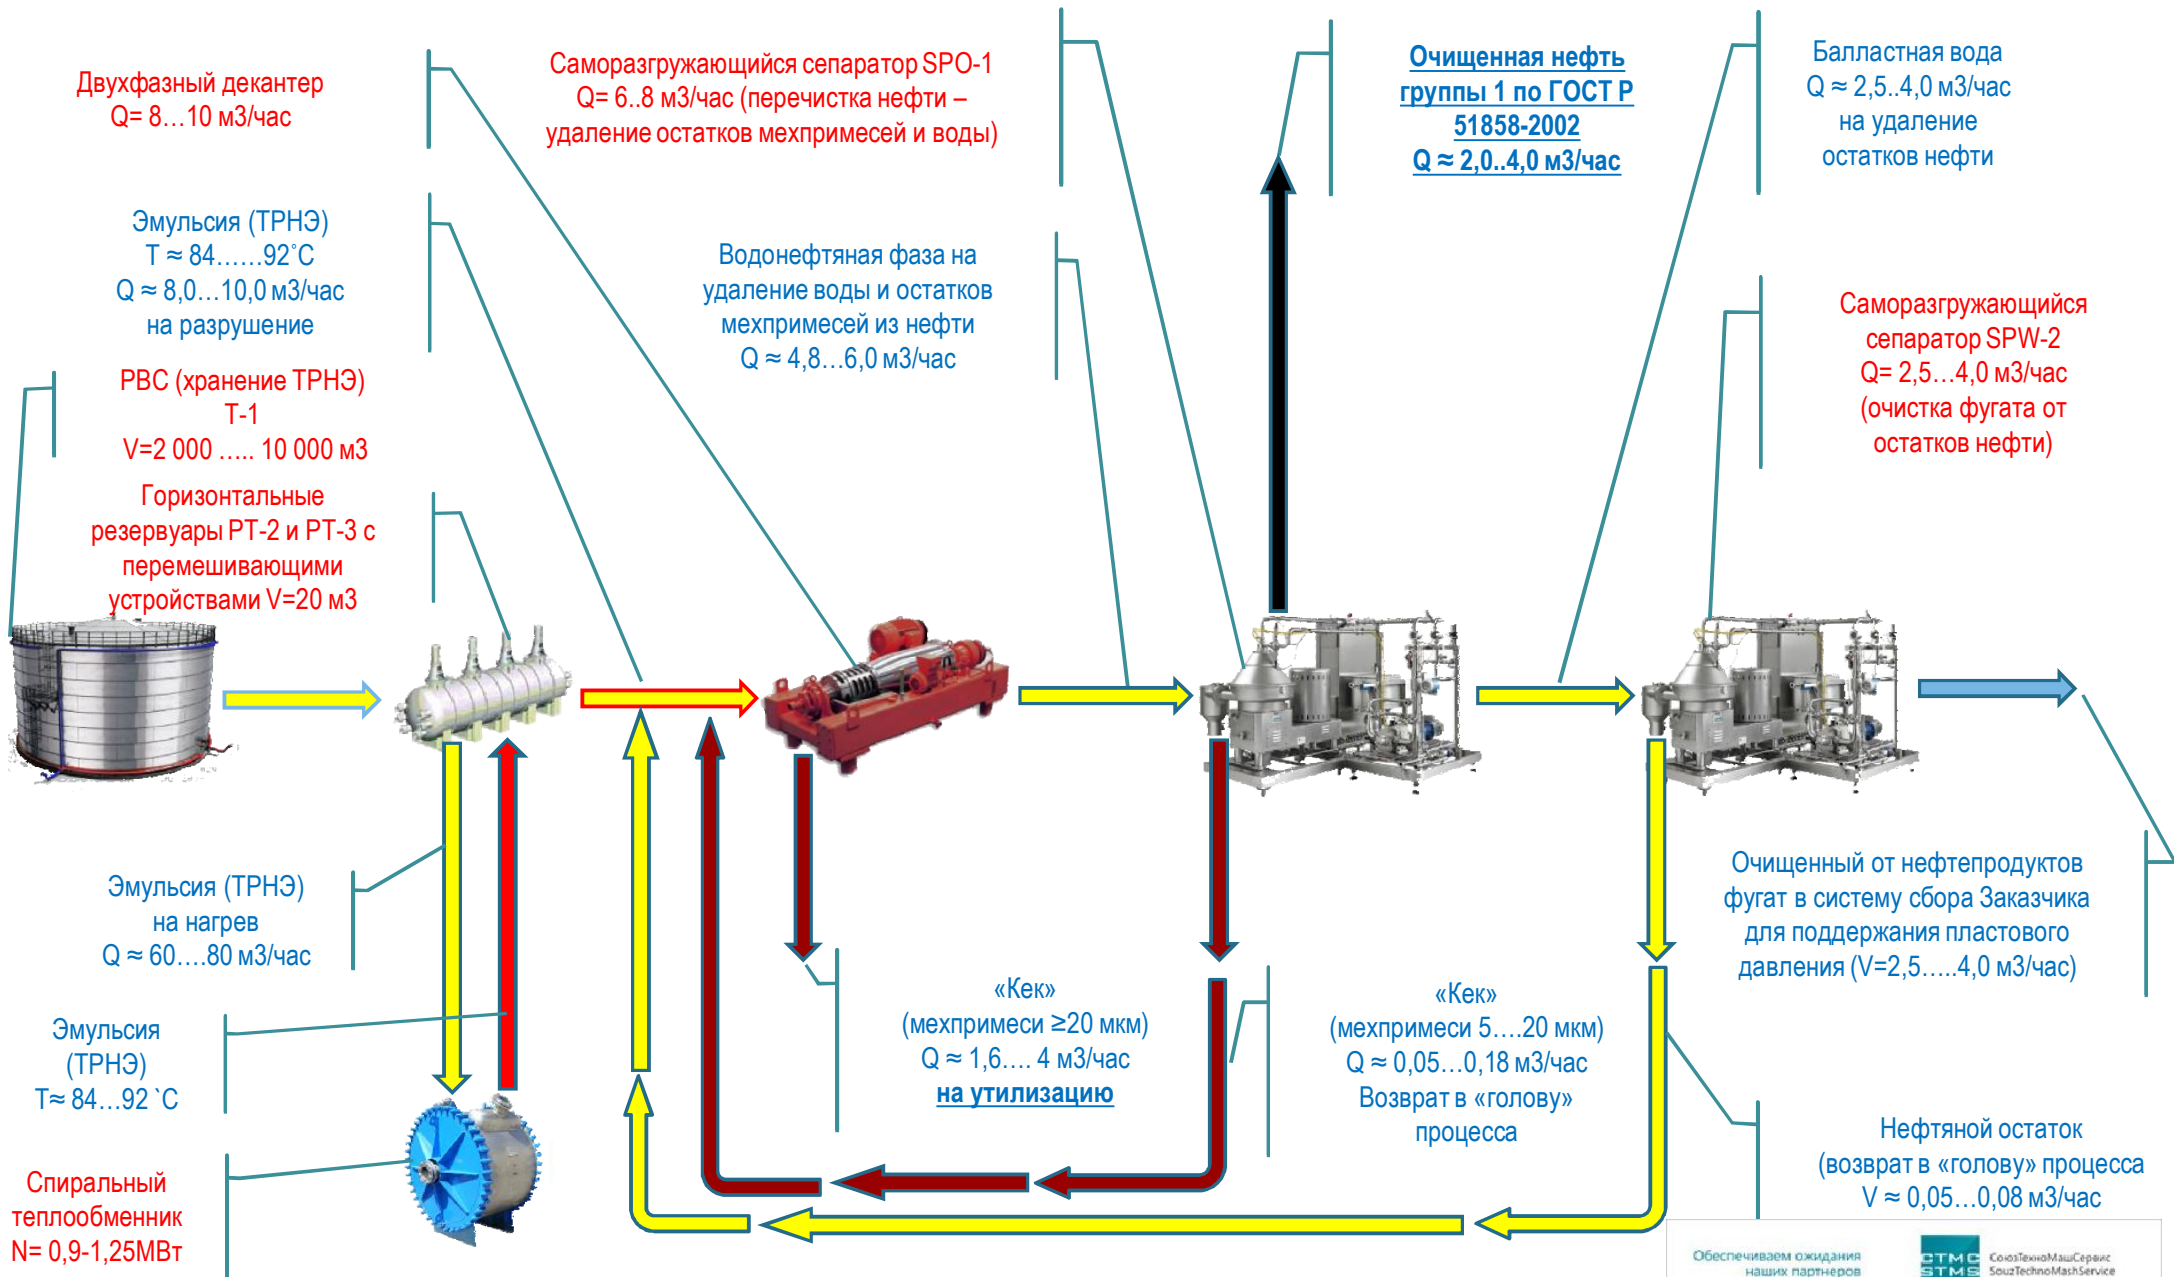 Двухфазный декантер
Q= 8…10 м3/час
Саморазгружающийся сепаратор SPO-1
Q= 6..8 м3/час (перечистка нефти –
удаление остатков мехпримесей и воды)
Очищенная нефть
группы 1 по ГОСТ Р
51858-2002
Q ≈ 2,0..4,0 м3/час
Балластная вода
Q ≈ 2,5..4,0 м3/час
на удаление
остатков нефти
Эмульсия (ТРНЭ)
T ≈ 84……92˚С
Q ≈ 8,0…10,0 м3/час
на разрушение
Водонефтяная фаза на
удаление воды и остатков
мехпримесей из нефти
Q ≈ 4,8…6,0 м3/час
Саморазгружающийся
сепаратор SPW-2
Q= 2,5…4,0 м3/час
(очистка фугата от
остатков нефти)
РВС (хранение ТРНЭ)
Т-1
V=2 000 ….. 10 000 м3
Горизонтальные
резервуары РТ-2 и РТ-3 с
перемешивающими
устройствами V=20 м3
Эмульсия (ТРНЭ)
на нагрев
Q ≈ 60….80 м3/час
Эмульсия
(ТРНЭ)
T≈ 84…92 `С
Спиральный
теплообменник
N= 0,9-1,25МВт
«Кек»
(мехпримеси ≥20 мкм)
Q ≈ 1,6…. 4 м3/час
на утилизацию
«Кек»
(мехпримеси 5….20 мкм)
Q ≈ 0,05…0,18 м3/час
Возврат в «голову»
процесса
Очищенный от нефтепродуктов
фугат в систему сбора Заказчика
для поддержания пластового
давления (V=2,5…..4,0 м3/час)
Нефтяной остаток
(возврат в «голову» процесса
V ≈ 0,05…0,08 м3/час
Обеспечиваем ожидания
наших партнеров
СТМС
STMS
СоюзТехноМашСервис
SouzTechnoMashService